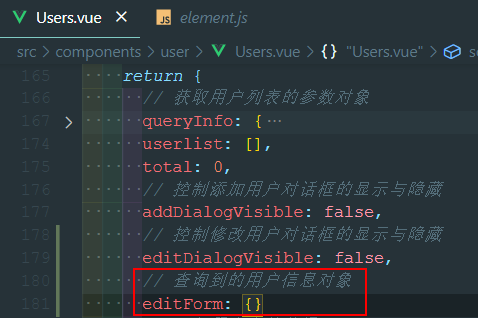 Users.vue
element.js
src > components > user > Users.vue > {} "Users.vue" >
165 return {
166 // 获取用户列表的参数对象
167 queryInfo: { ...
174 userlist: [],
175 total: 0,
176 // 控制添加用户对话框的显示与隐藏
177 addDialogVisible: false,
178 // 控制修改用户对话框的显示与隐藏
179 editDialogVisible: false,
180 // 查询到的用户信息对象
181 editForm: {}